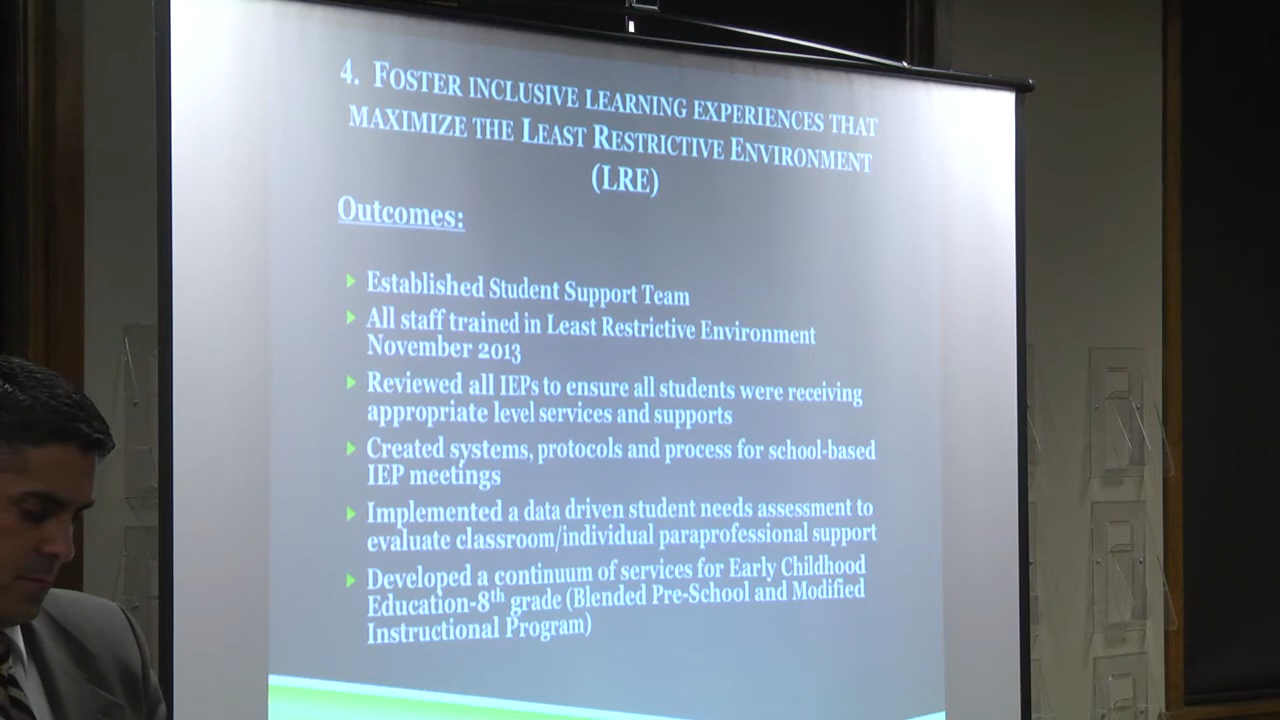 4. Foster inclusive learning experiences that
maximize the Least Restrictive Environment
(LRE)
Outcomes:
Established Student Support Team
All staff trained in Least Restrictive Environment
November 2013
Reviewed all IEPs to ensure all students were receiving
appropriate level services and supports
Created systems, protocols and process for school-based
IEP meetings
Implemented a data driven student needs assessment to
evaluate classroom/individual paraprofessional support
Developed a continuum of services for Early Childhood
Education-8th grade (Blended Pre-School and Modified
Instructional Program)